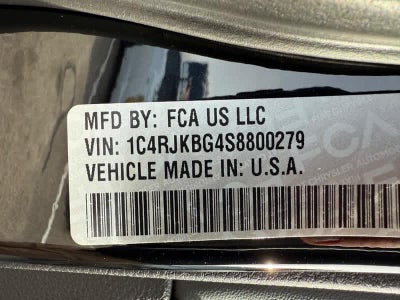 MFD BY: FCA US LLC
VIN: 1C4RJKBG4S8800279
VEHICLE MADE IN: U.S.A.